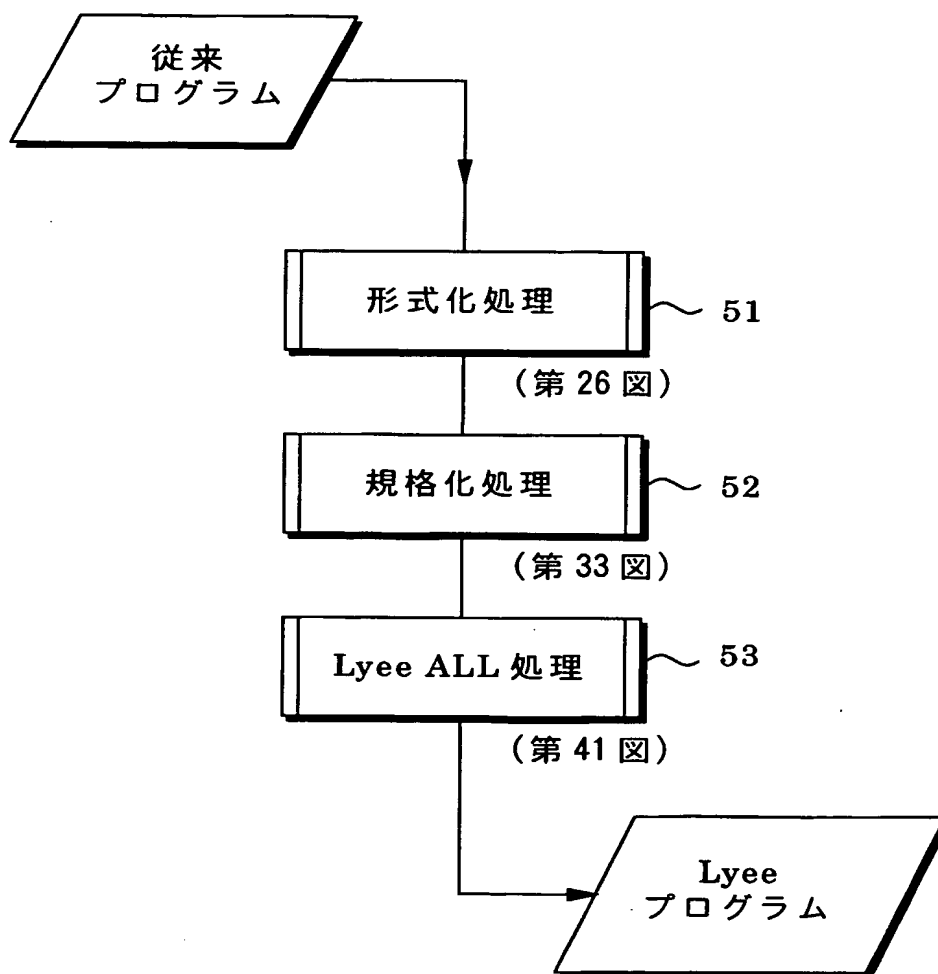 従来
プログラム
形式化処理
51
(第 26 図)
規格化処理
52
(第 33 図)
Lyee ALL 処理
53
(第 41 図)
Lyee
プログラム